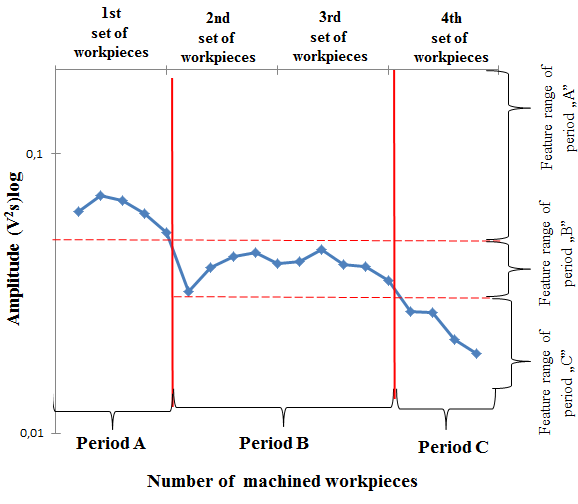 1st
set of
workpieces
2nd
set of
workpieces
3rd
set of
workpieces
4th
set of
workpieces
Amplitude (V²s)log
0,1
0,01
Feature range of
period „A”
Feature range of
period „B”
Feature range of
period „C”
Period A
Period B
Period C
Number of machined workpieces